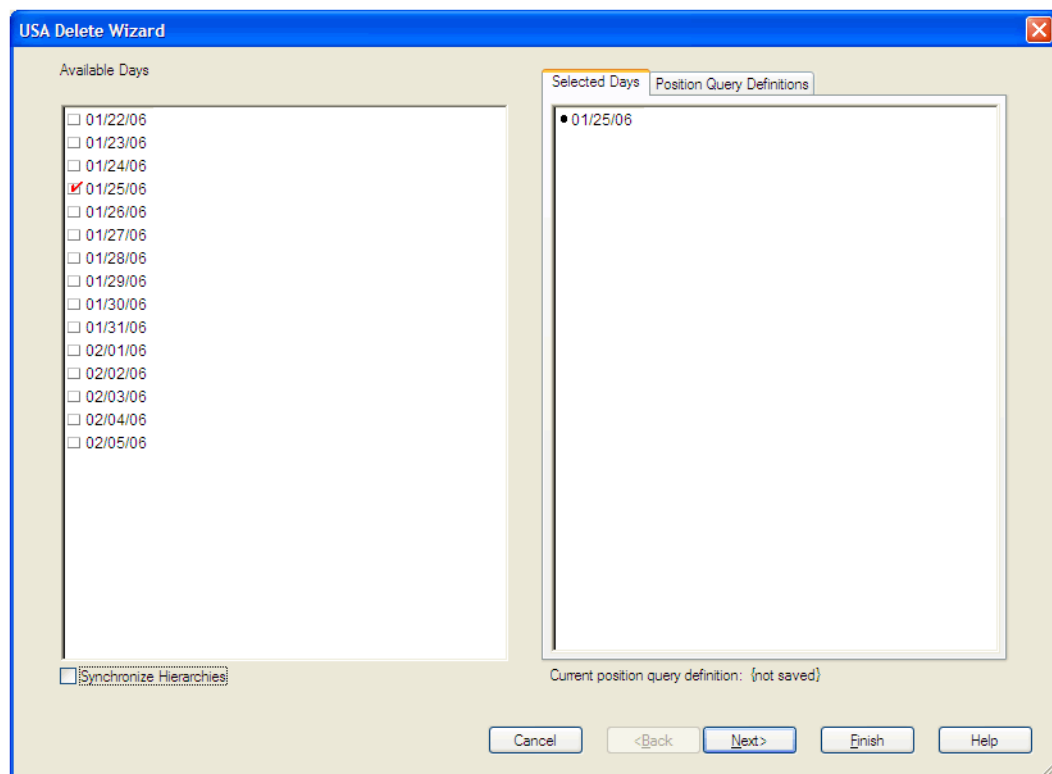 USA Delete Wizard
Available Days
01/22/06
01/23/06
01/24/06
01/25/06
01/26/06
01/27/06
01/28/06
01/29/06
01/30/06
01/31/06
02/01/06
02/02/06
02/03/06
02/04/06
02/05/06
Synchronize Hierarchies
Selected Days
Position Query Definitions
01/25/06
Current position query definition: {not saved}
Cancel
<Back
Next>
Finish
Help